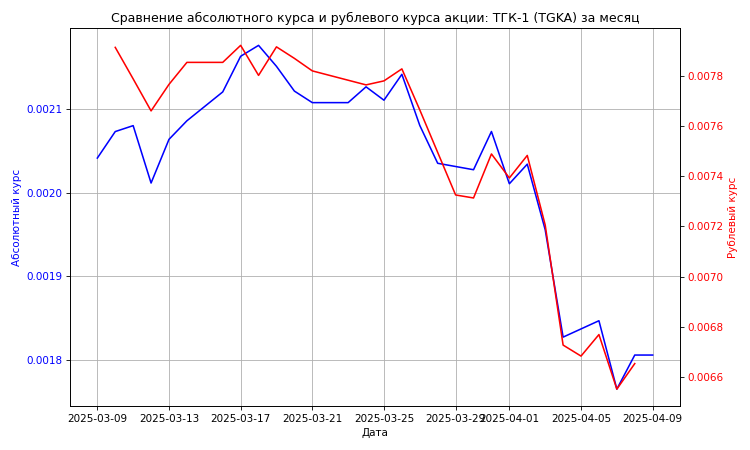 Сравнение абсолютного курса и рублевого курса акции: ТГК-1 (TGKA) за месяц
Абсолютный курс
0.0021
0.0020
0.0019
0.0018
0.0078
0.0076
0.0074
0.0072
0.0070
0.0068
0.0066
Рублевый курс
2025-03-09 2025-03-13 2025-03-17 2025-03-21 2025-03-25 2025-03-29 2025-04-01 2025-04-05 2025-04-09
Дата